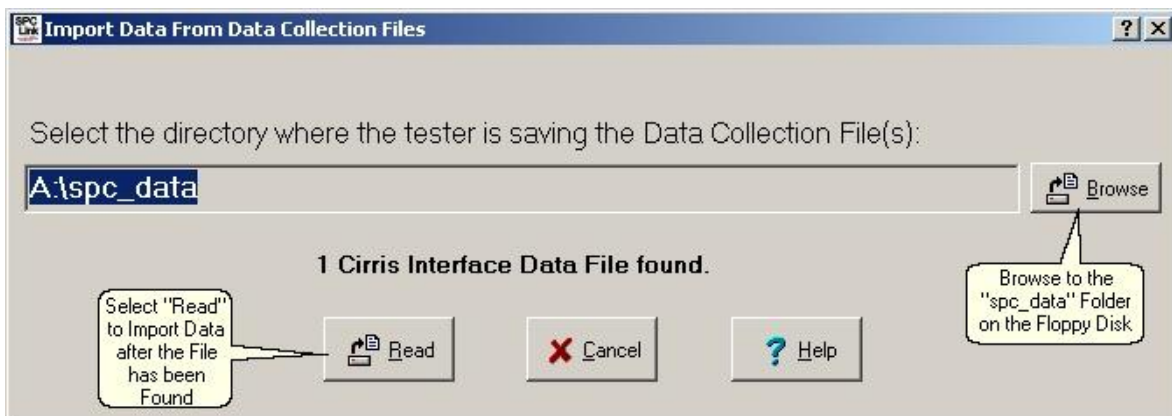 SPC
Link
Import Data From Data Collection Files
Select the directory where the tester is saving the Data Collection File(s):
A:\spc_data
Browse
1 Cirris Interface Data File found.
Browse to the
"spc_data" Folder
on the Floppy Disk
Select "Read"
to Import Data
after the File
has been
Found
Read
Cancel
Help